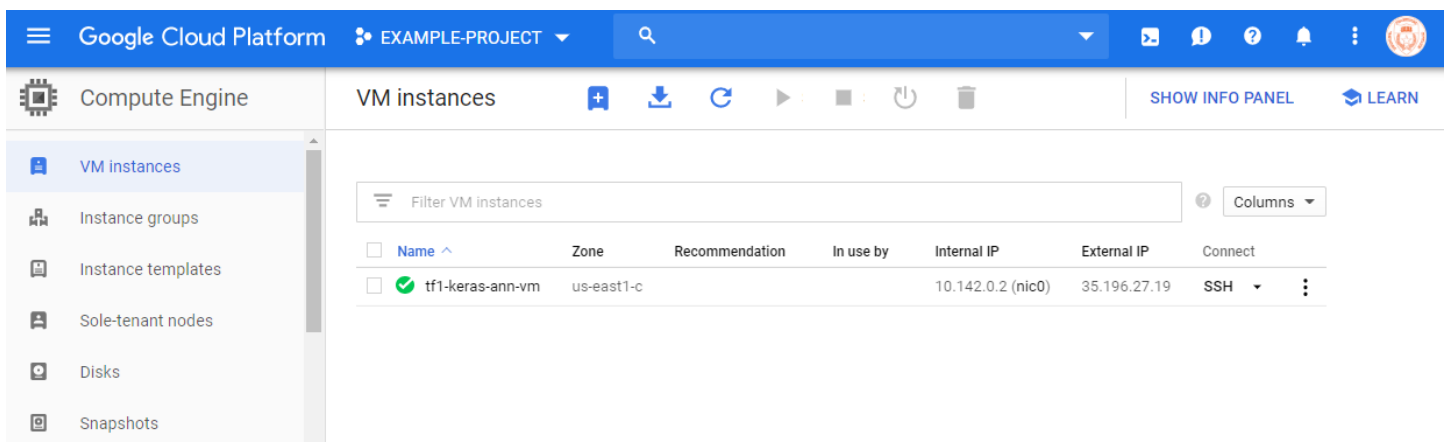 Google Cloud Platform EXAMPLE-PROJECT
Compute Engine VM instances SHOW INFO PANEL LEARN
VM instances
Instance groups
Instance templates
Sole-tenant nodes
Disks
Snapshots
Filter VM instances Columns
Name Zone Recommendation In use by Internal IP External IP Connect
tf1-keras-ann-vm us-east1-c 10.142.0.2 (nic0) 35.196.27.19 SSH